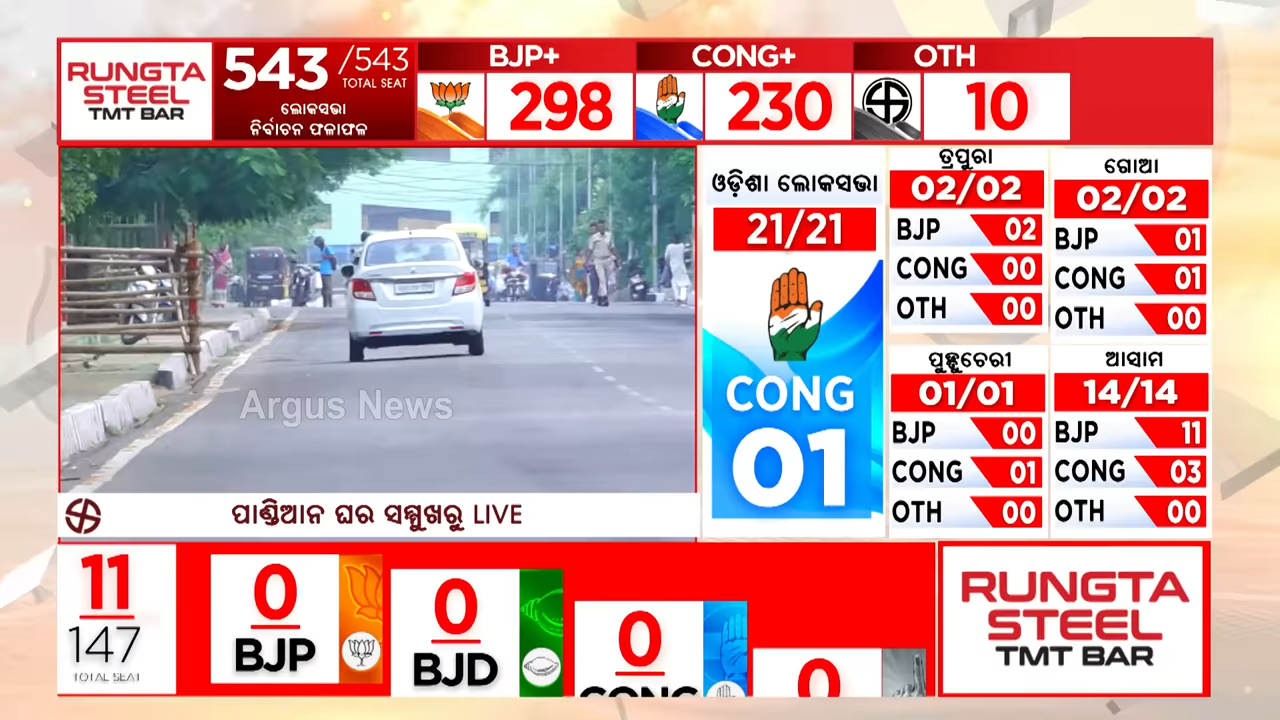 RUNGTA
STEEL
TMT BAR
543 /543
TOTAL SEAT
ଲୋକସଭା
ନିର୍ବାଚନ ଫଳାଫଳ
BJP+
298
CONG+
230
OTH
10
Argus News
ପାଣ୍ଡିଆନ ଘର ସମ୍ମୁଖରୁ LIVE
ଓଡ଼ିଶା ଲୋକସଭା
21/21
CONG
01
ତ୍ରିପୁରା
02/02
BJP 02
CONG 00
OTH 00
ଗୋଆ
02/02
BJP 01
CONG 01
OTH 00
ପୁଡୁଚେରୀ
01/01
BJP 00
CONG 01
OTH 00
ଆସାମ
14/14
BJP 11
CONG 03
OTH 00
11
147
TOTAL SEAT
0
BJP
0
BJD
0
CONG
0
RUNGTA
STEEL
TMT BAR